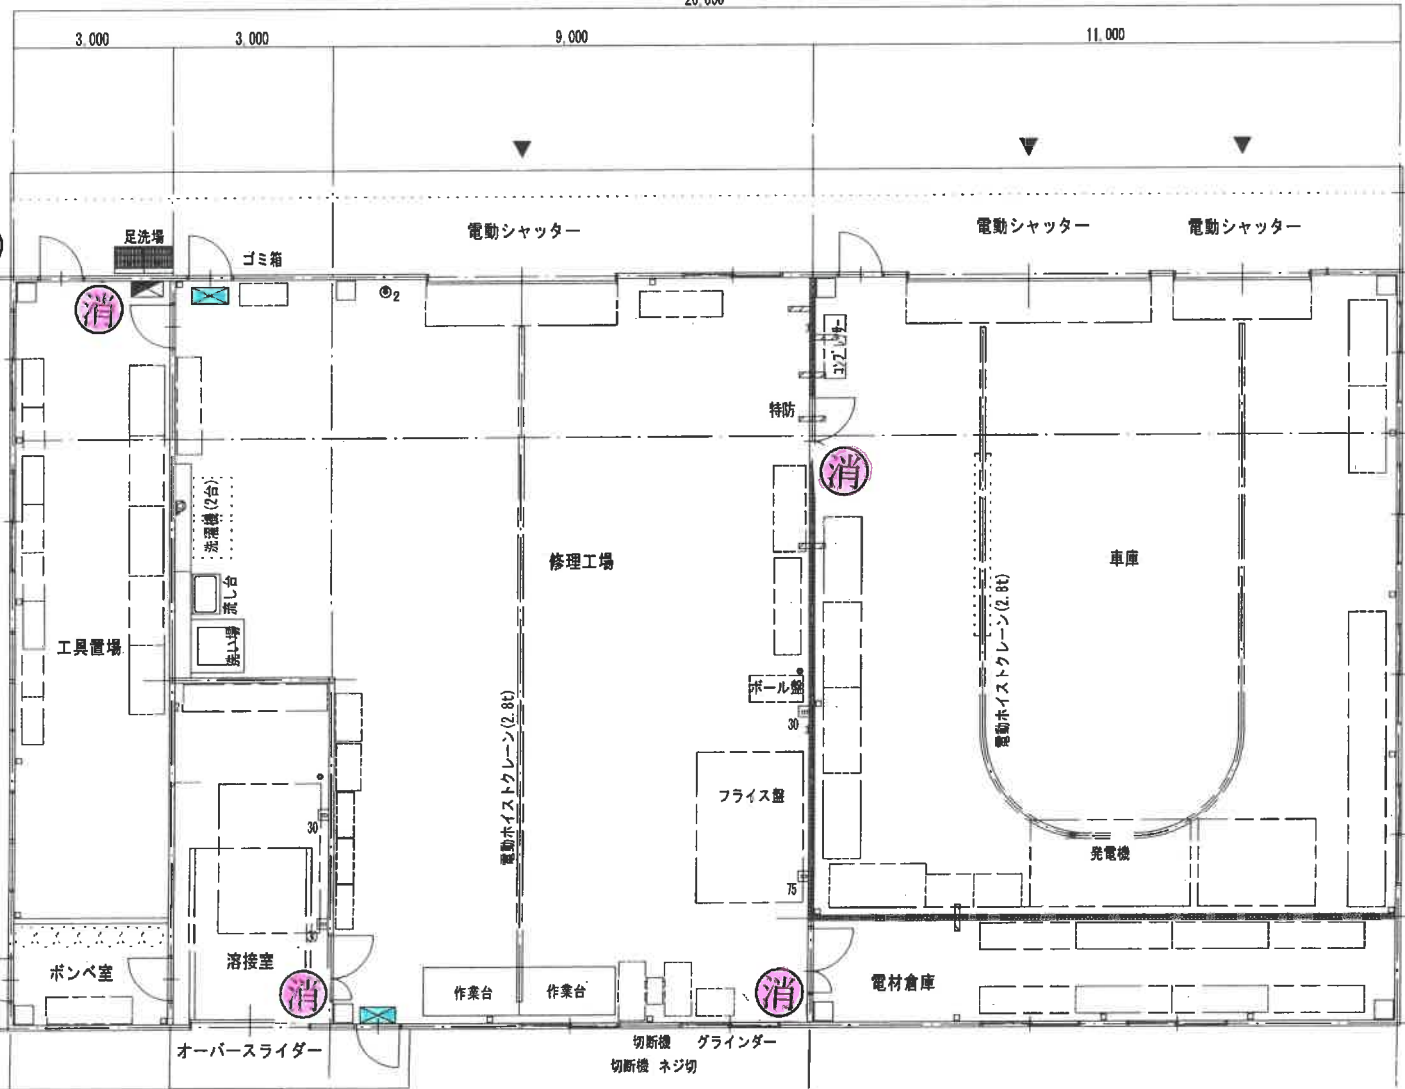 3,000
3,000
9,000
11,000
足洗場
ゴミ箱
電動シャッター
電動シャッター
電動シャッター
消
2
コンプレッサー
特防
消
洗濯機(2台)
修理工場
車庫
流し台
洗い場
工具置場
電動ホイストクレーン(2.8t)
電動ホイストクレーン(2.8t)
ボール盤
30
フライス盤
30
発電機
75
30
溶接室
ボンベ室
消
作業台
作業台
消
電材倉庫
オーバースライダー
切断機
グラインダー
切断機 ネジ切